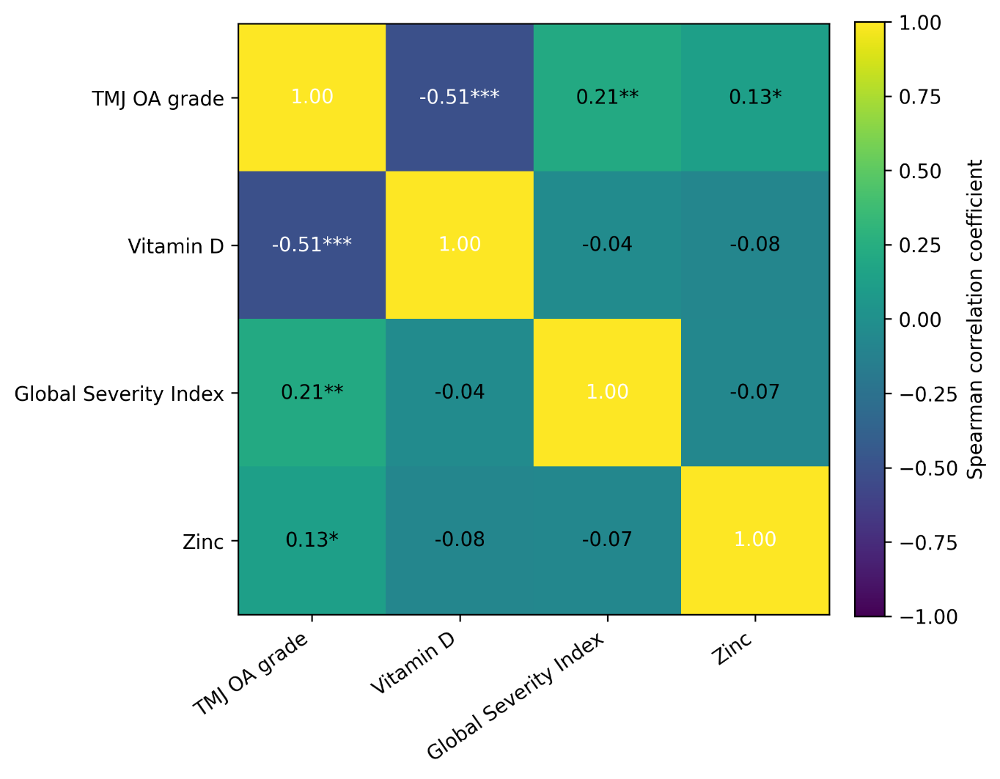 TMJ OA grade 1.00 -0.51*** 0.21** 0.13*
Vitamin D -0.51*** 1.00 -0.04 -0.08
Global Severity Index 0.21** -0.04 1.00 -0.07
Zinc 0.13* -0.08 -0.07 1.00
TMJ OA grade
Vitamin D
Global Severity Index
Zinc
1.00
0.75
0.50
0.25
0.00
−0.25
−0.50
−0.75
−1.00
Spearman correlation coefficient